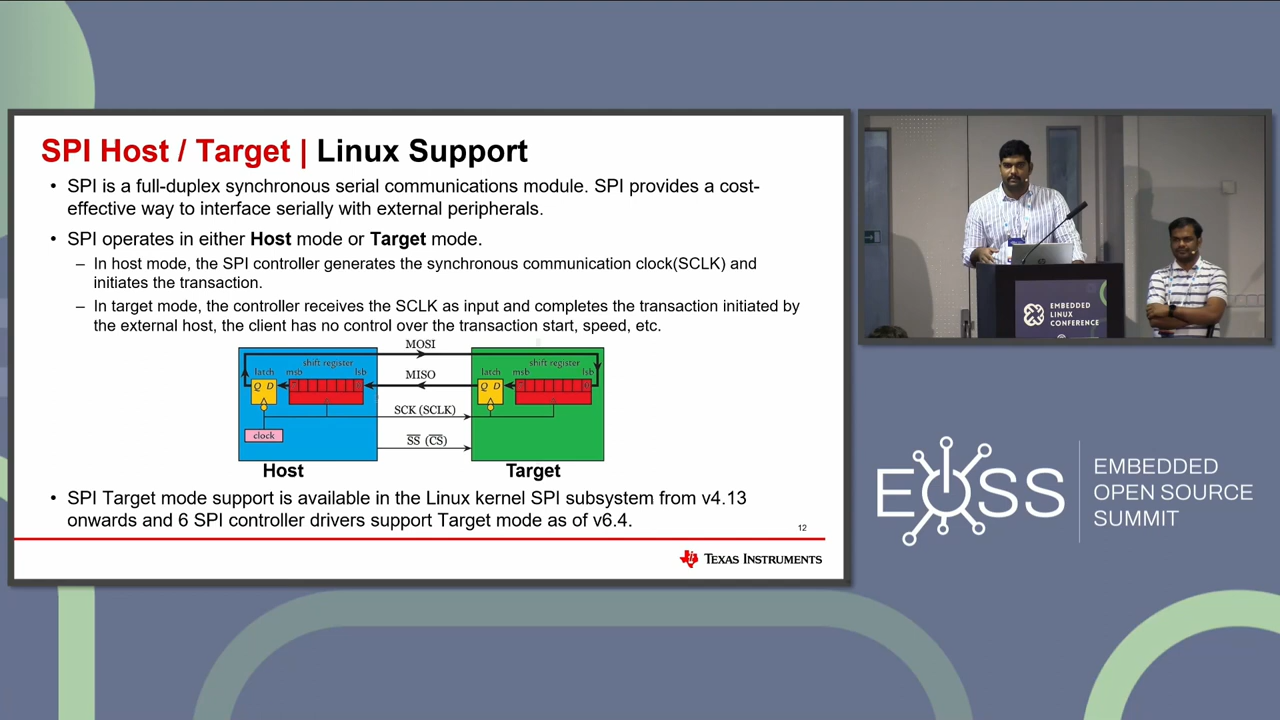 SPI Host / Target | Linux Support
• SPI is a full-duplex synchronous serial communications module. SPI provides a cost-
effective way to interface serially with external peripherals.
• SPI operates in either Host mode or Target mode.
– In host mode, the SPI controller generates the synchronous communication clock(SCLK) and
initiates the transaction.
– In target mode, the controller receives the SCLK as input and completes the transaction initiated by
the external host, the client has no control over the transaction start, speed, etc.
MOSI
shift register
shift register
latch
msb
lsb
MISO
latch
msb
lsb
Q D
Q D
SCK (SCLK)
clock
SS (CS)
Host
Target
• SPI Target mode support is available in the Linux kernel SPI subsystem from v4.13
onwards and 6 SPI controller drivers support Target mode as of v6.4.
12
TEXAS INSTRUMENTS
EMBEDDED
LINUX
CONFERENCE
EOSS
EMBEDDED
OPEN SOURCE
SUMMIT